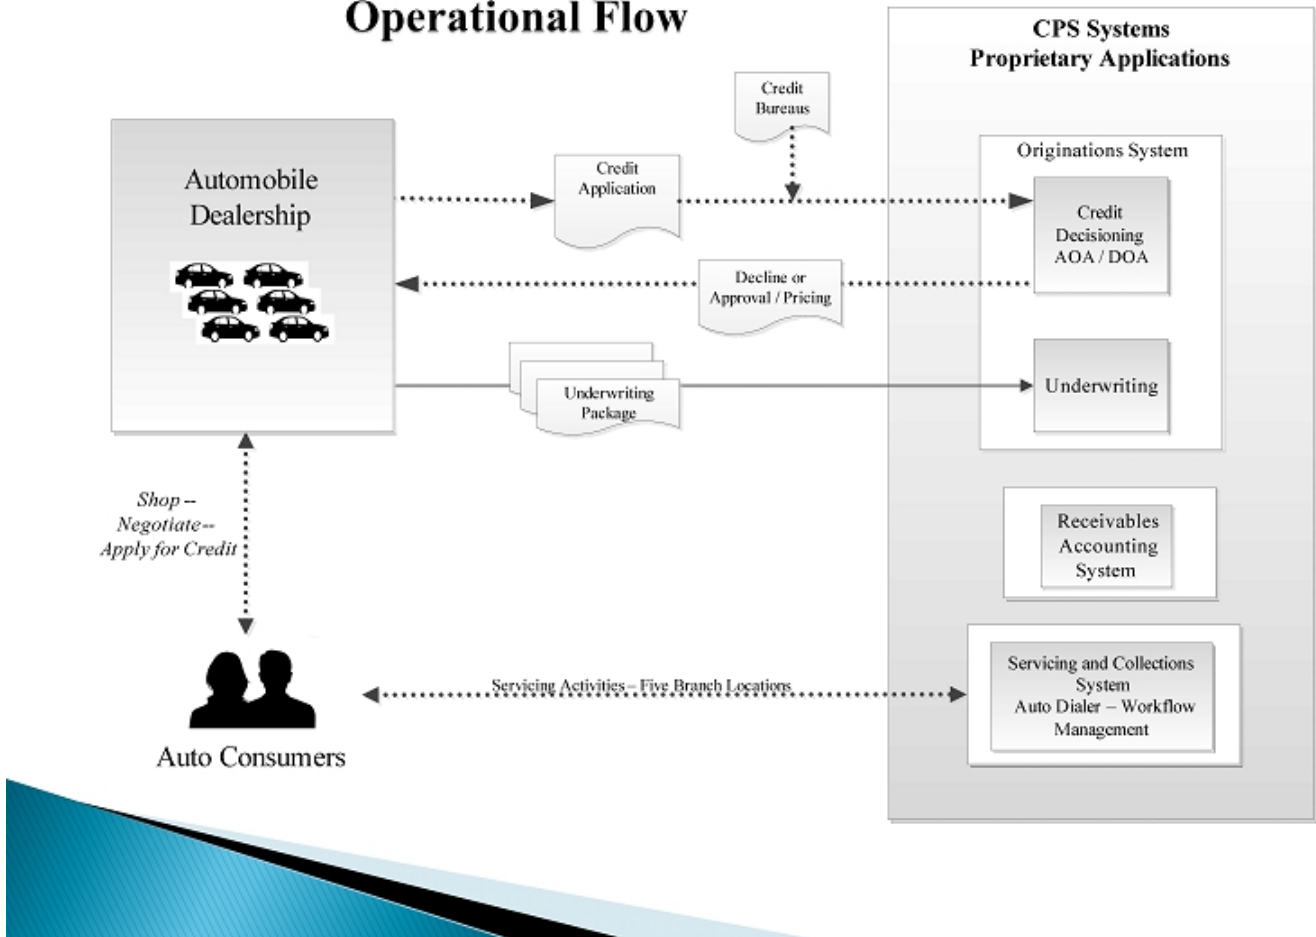 Operational Flow
CPS Systems
Proprietary Applications
Credit
Bureaus
Automobile
Dealership
Credit
Application
Originations System
Credit
Decisioning
AOA / DOA
Decline or
Approval / Pricing
Underwriting
Package
Underwriting
Shop --
Negotiate--
Apply for Credit
Receivables
Accounting
System
Servicing Activities – Five Branch Locations
Servicing and Collections
System
Auto Dialer – Workflow
Management
Auto Consumers